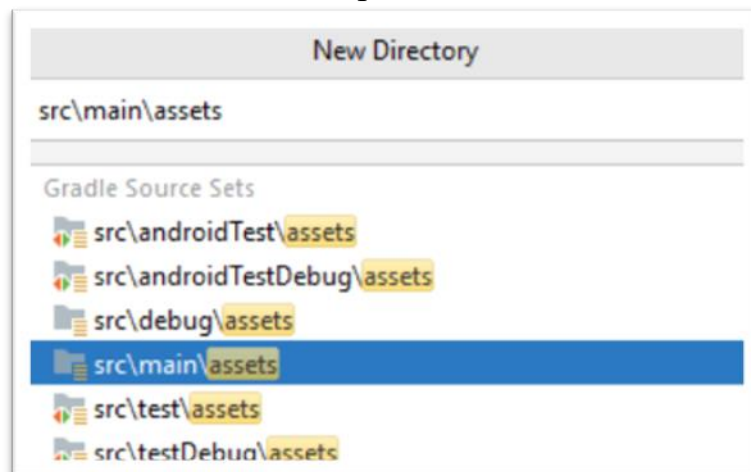 New Directory
src\main\assets
Gradle Source Sets
src\androidTest\assets
src\androidTestDebug\assets
src\debug\assets
src\main\assets
src\test\assets
src\testDebug\assets